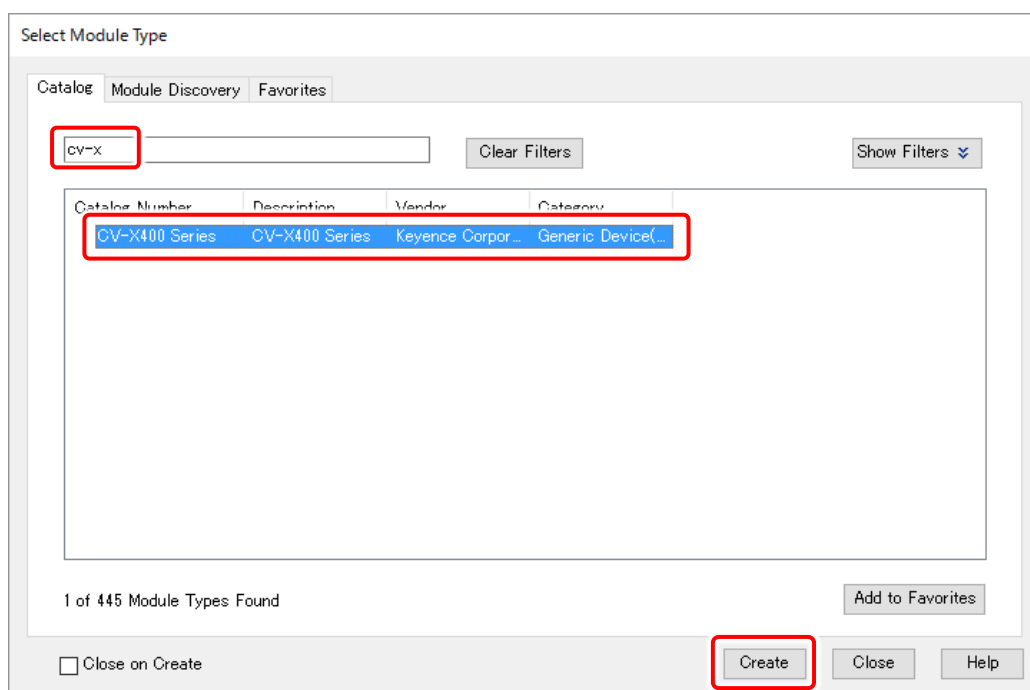 Select Module Type
Catalog Module Discovery Favorites
cv-x Clear Filters Show Filters
Catalog Number Description Vendor Category
CV-X400 Series CV-X400 Series Keyence Corpor... Generic Device(...
1 of 445 Module Types Found Add to Favorites
Close on Create Create Close Help